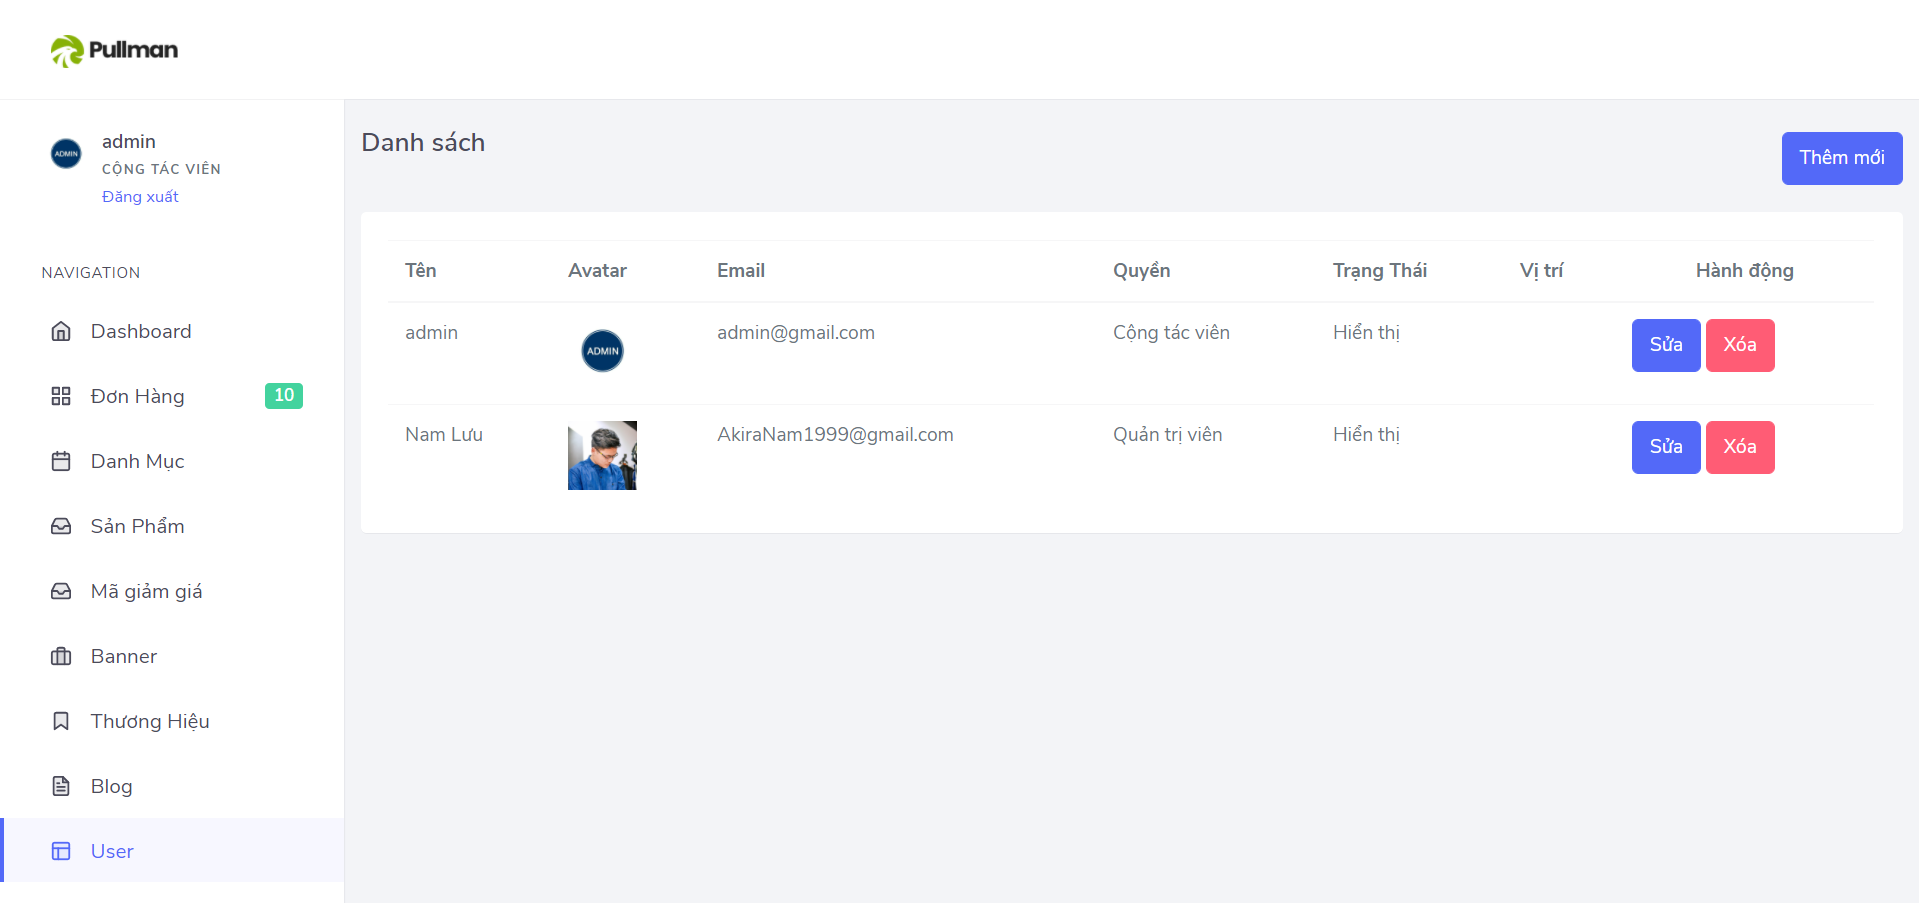 Pullman
ADMIN
admin
CỘNG TÁC VIÊN
Đăng xuất
NAVIGATION
Dashboard
Đơn Hàng 10
Danh Mục
Sản Phẩm
Mã giảm giá
Banner
Thương Hiệu
Blog
User
Danh sách
Thêm mới
Tên Avatar Email Quyền Trạng Thái Vị trí Hành động
admin ADMIN admin@gmail.com Cộng tác viên Hiển thị Sửa Xóa
Nam Lưu AkiraNam1999@gmail.com Quản trị viên Hiển thị Sửa Xóa